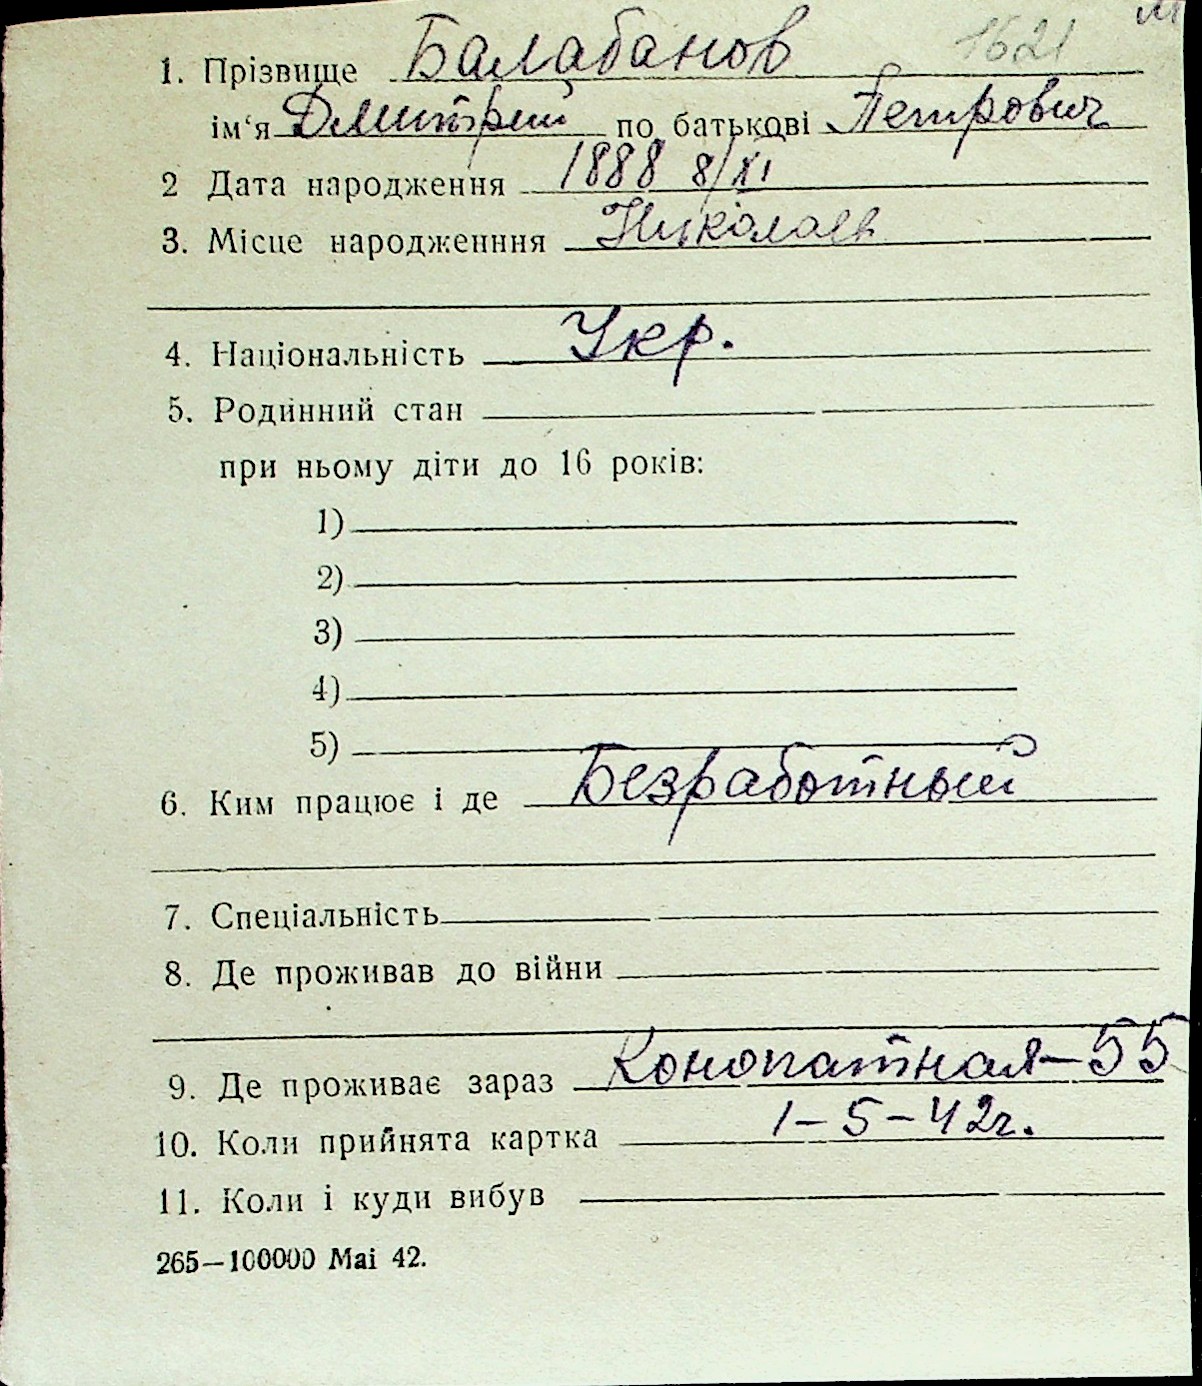 1621
1. Прізвище Балабанов
ім‘я Дмитрий по батькові Петрович
2 Дата народження 1888 8/XI
3. Місце народженння Николаев
4. Національність Укр.
5. Родинний стан
при ньому діти до 16 років:
1)
2)
3)
4)
5)
6. Ким працює і де Безработный
7. Спеціальність
8. Де проживав до війни
9. Де проживає зараз Конопатная-55
10. Коли прийнята картка 1-5-42г.
11. Коли і куди вибув
265—100000 Mai 42.